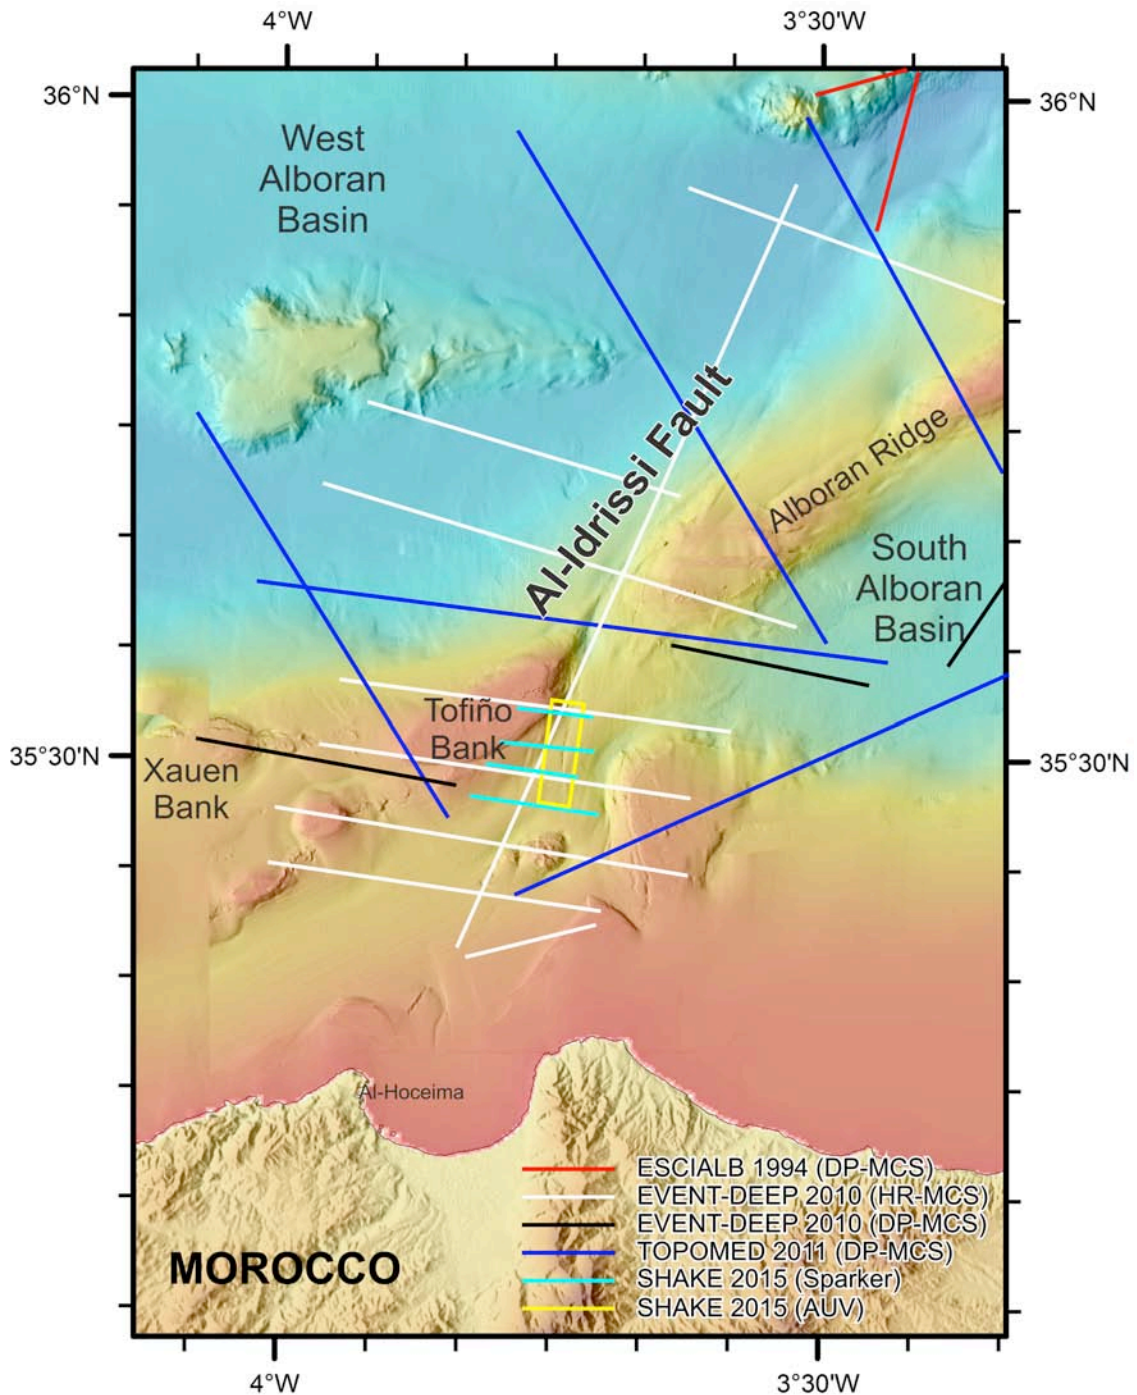 4°W
3°30'W
36°N
36°N
West
Alboran
Basin
Al-Idrissi Fault
Alboran Ridge
South
Alboran
Basin
Tofiño
Bank
35°30'N
35°30'N
Xauen
Bank
Al-Hoceima
ESCIALB 1994 (DP-MCS)
EVENT-DEEP 2010 (HR-MCS)
EVENT-DEEP 2010 (DP-MCS)
TOPOMED 2011 (DP-MCS)
SHAKE 2015 (Sparker)
SHAKE 2015 (AUV)
MOROCCO
4°W
3°30'W